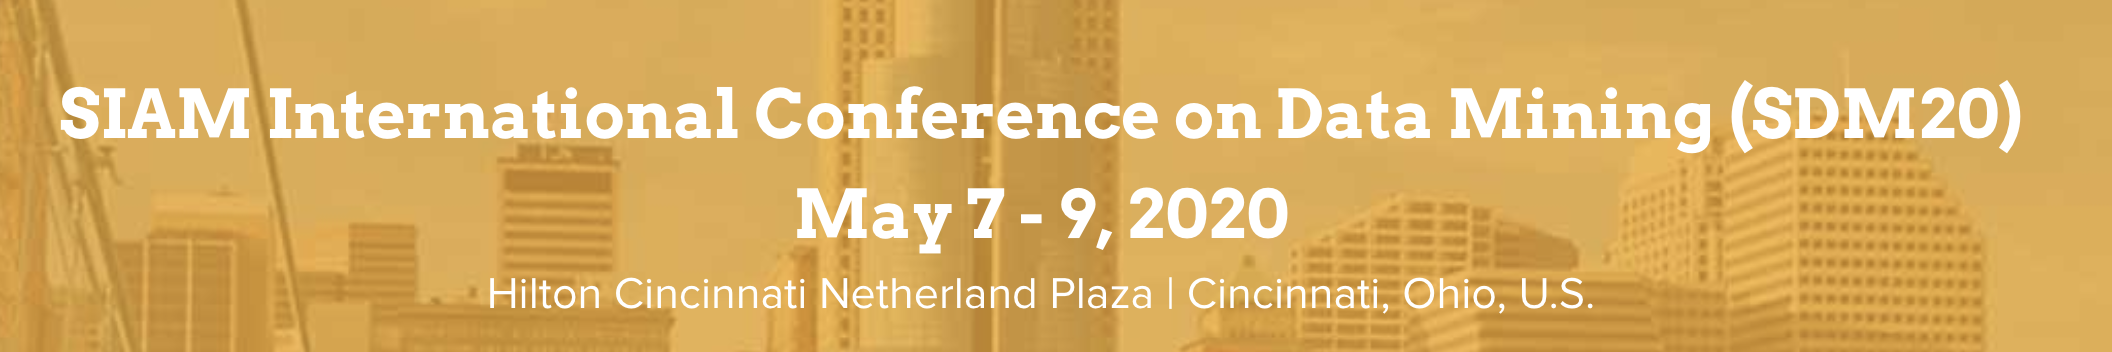 SIAM International Conference on Data Mining (SDM20)
May 7 - 9, 2020
Hilton Cincinnati Netherland Plaza | Cincinnati, Ohio, U.S.